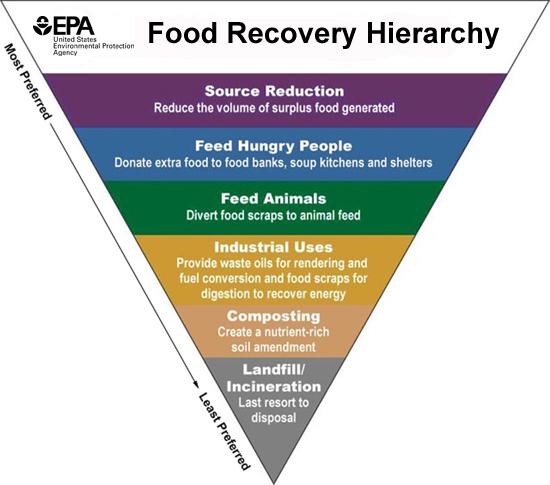 EPA
United States
Environmental Protection
Agency
Food Recovery Hierarchy
Most Preferred
Source Reduction
Reduce the volume of surplus food generated
Feed Hungry People
Donate extra food to food banks, soup kitchens and shelters
Feed Animals
Divert food scraps to animal feed
Industrial Uses
Provide waste oils for rendering and
fuel conversion and food scraps for
digestion to recover energy
Composting
Create a nutrient-rich
soil amendment
Landfill/
Incineration
Last resort to
disposal
Least Preferred